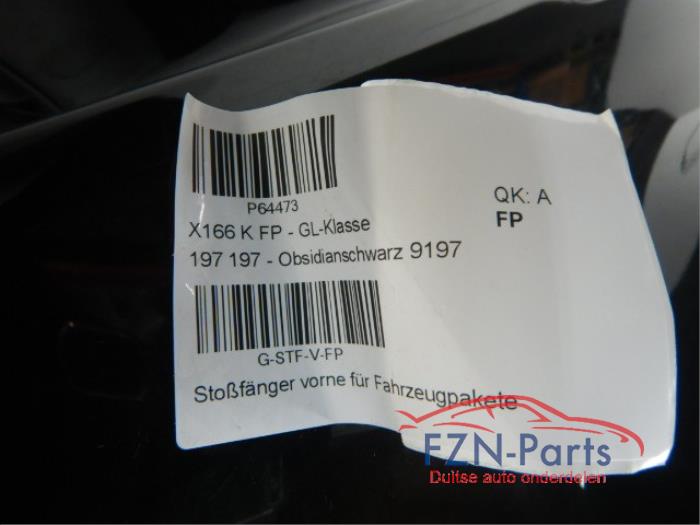 P64473
X166 K FP - GL-Klasse
QK: A
FP
197 197 - Obsidianschwarz 9197
G-STF-V-FP
Stoßfänger vorne für Fahrzeugpakete
FZN-Parts
Duitse auto onderdelen